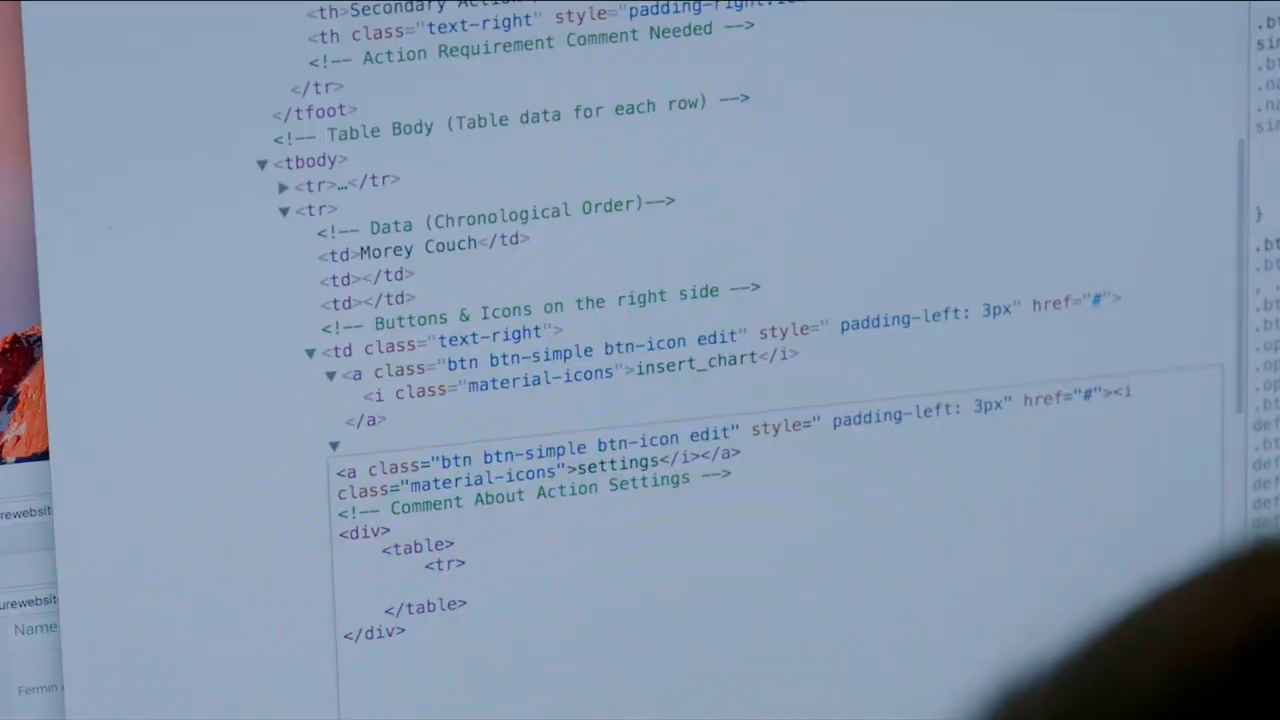 <th>Secondary
<th class="text-right" style="padding-right:
<!-- Action Requirement Comment Needed -->
</tr>
</tfoot>
<!-- Table Body (Table data for each row) -->
<tbody>
<tr>…</tr>
<tr>
<!-- Data (Chronological Order)-->
<td>Morey Couch</td>
<td></td>
<td></td>
<!-- Buttons & Icons on the right side -->
<td class="text-right">
<a class="btn btn-simple btn-icon edit" style=" padding-left: 3px" href="#">
<i class="material-icons">insert_chart</i>
</a>
<a class="btn btn-simple btn-icon edit" style=" padding-left: 3px" href="#"><i
class="material-icons">settings</i></a>
<!-- Comment About Action Settings -->
<div>
<table>
<tr>
</table>
</div>
rewebsit
urewebsit
Name
Fermin
}